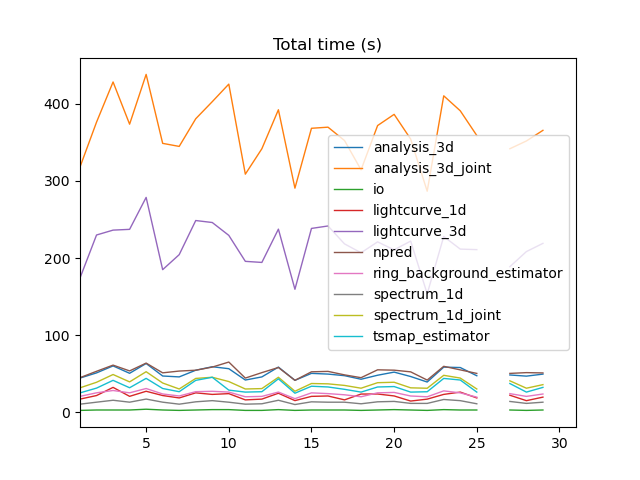 Total time (s)
400
300
200
100
0
analysis_3d
analysis_3d_joint
io
lightcurve_1d
lightcurve_3d
npred
ring_background_estimator
spectrum_1d
spectrum_1d_joint
tsmap_estimator
5 10 15 20 25 30